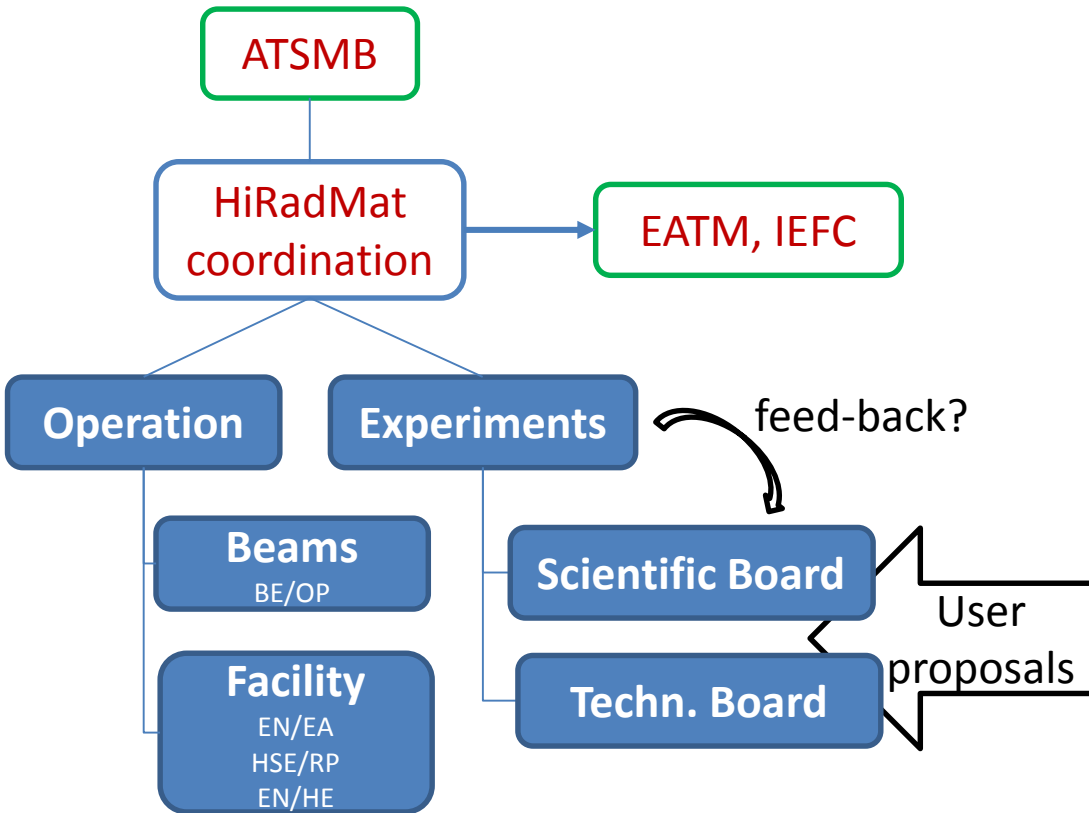 ATSMB
HiRadMat
coordination
EATM, IEFC
Operation
Experiments
feed-back?
Beams
BE/OP
Scientific Board
User
proposals
Facility
EN/EA
HSE/RP
EN/HE
Techn. Board